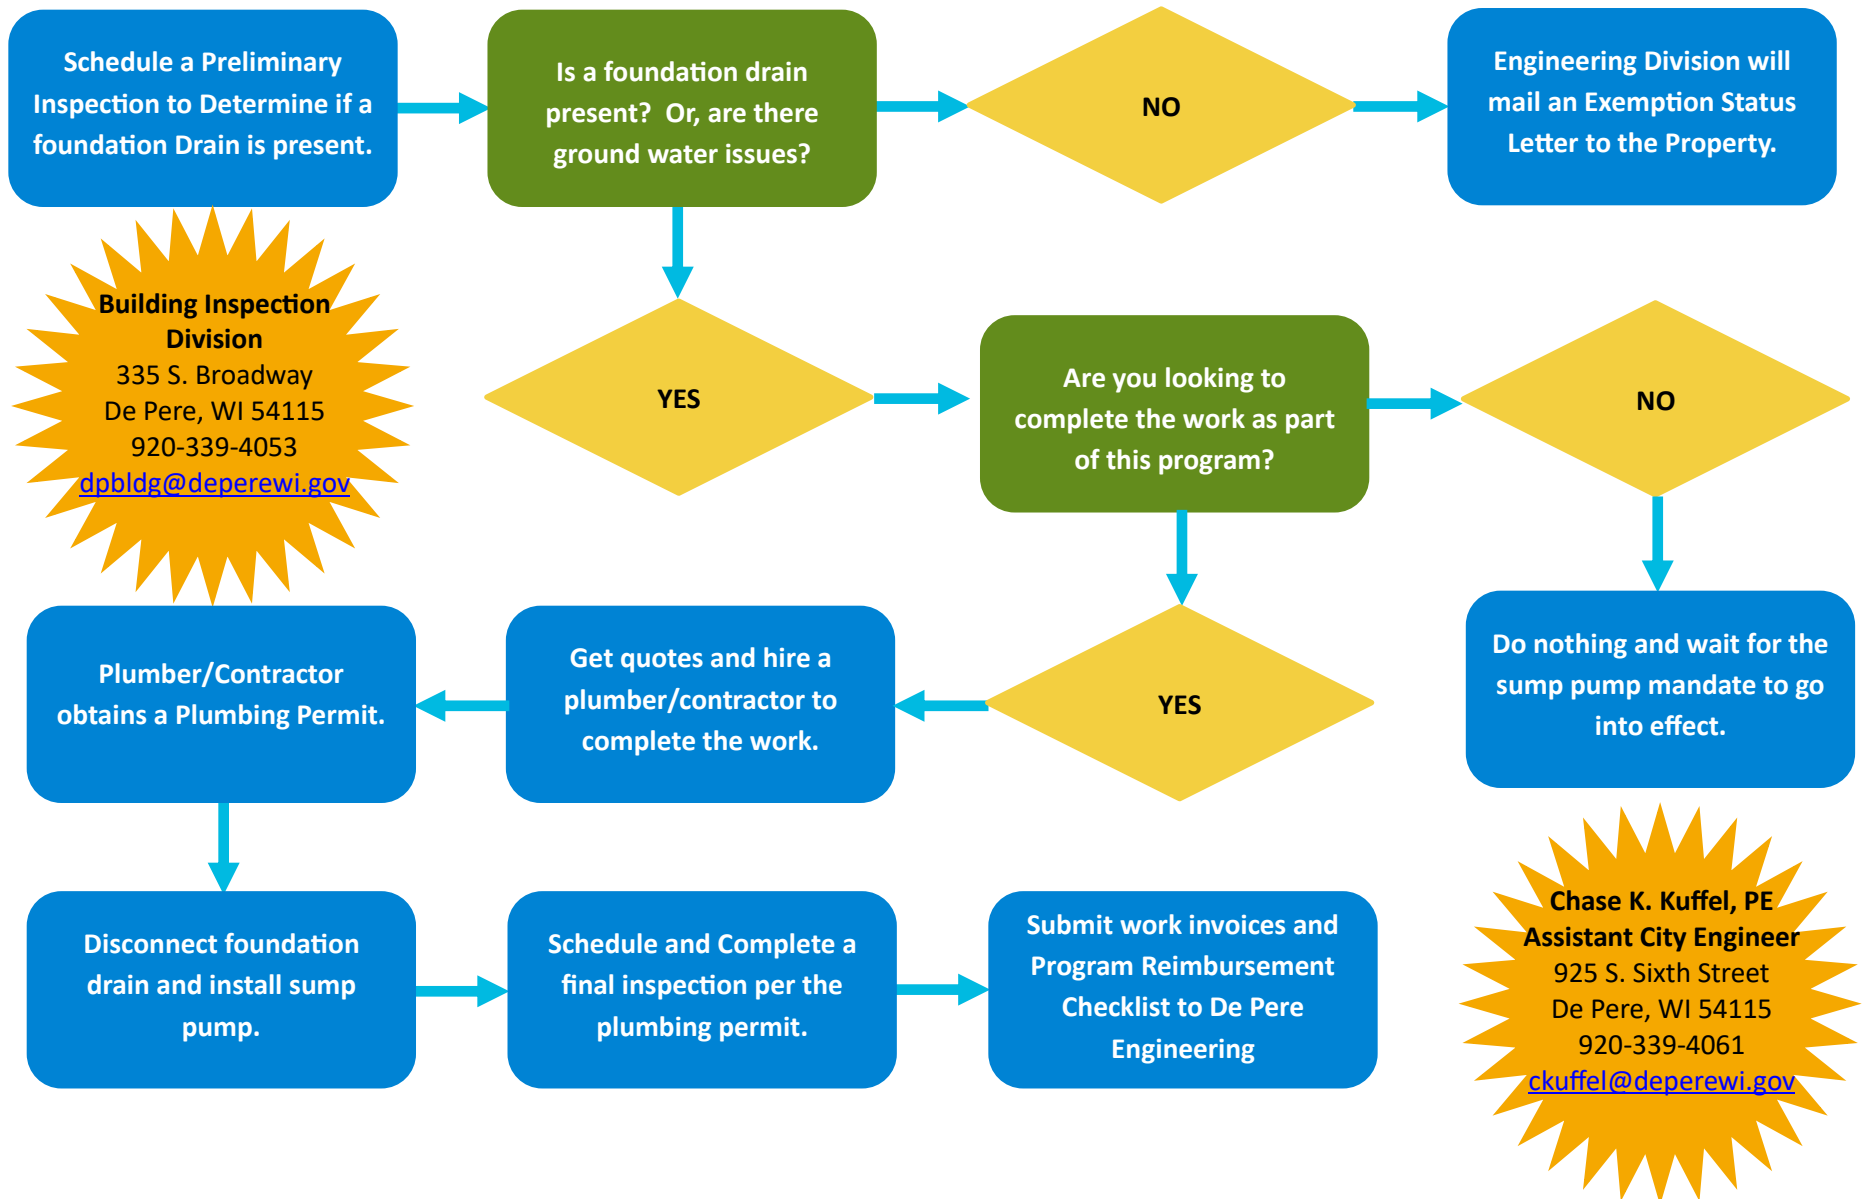 Schedule a Preliminary
Inspection to Determine if a
foundation Drain is present.
Is a foundation drain
present?  Or, are there
ground water issues?
NO
Engineering Division will
mail an Exemption Status
Letter to the Property.
Building Inspection
Division
335 S. Broadway
De Pere, WI 54115
920-339-4053
dpbldg@deperewi.gov
YES
Are you looking to
complete the work as part
of this program?
NO
Plumber/Contractor
obtains a Plumbing Permit.
Get quotes and hire a
plumber/contractor to
complete the work.
YES
Do nothing and wait for the
sump pump mandate to go
into effect.
Disconnect foundation
drain and install sump
pump.
Schedule and Complete a
final inspection per the
plumbing permit.
Submit work invoices and
Program Reimbursement
Checklist to De Pere
Engineering
Chase K. Kuffel, PE
Assistant City Engineer
925 S. Sixth Street
De Pere, WI 54115
920-339-4061
ckuffel@deperewi.gov